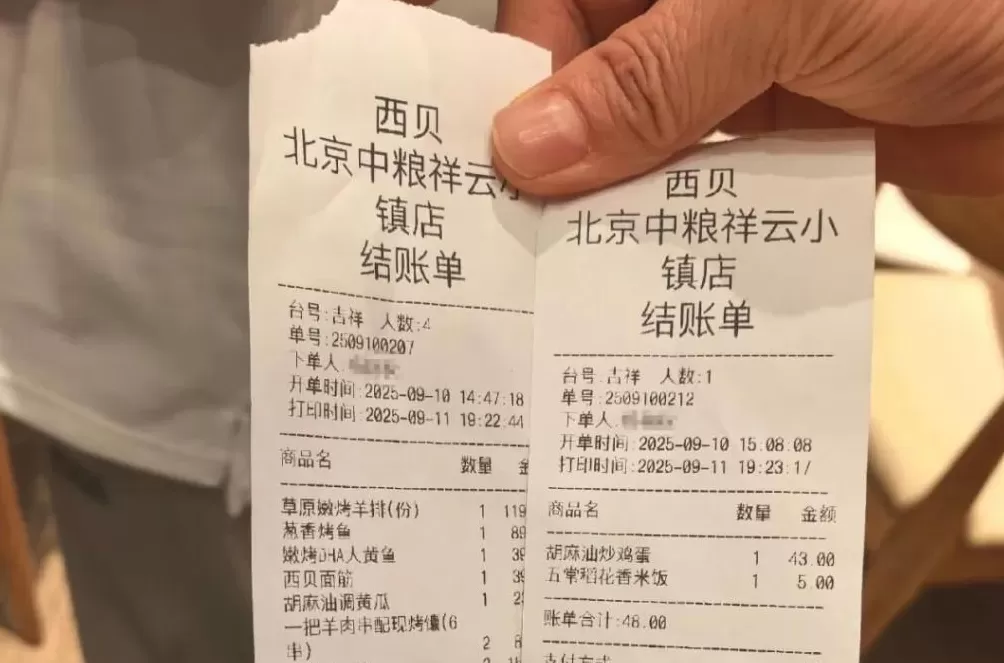 西贝
北京中粮祥云小
镇店
结账单
台号:吉祥 人数:4
单号:2509100207
下单人
开单时间:2025-09-10 14:47:18
打印时间:2025-09-11 19:22:44
商品名 数量
草原嫩烤羊排(份) 1 119
葱香烤鱼 1 89
嫩烤DHA大黄鱼 1 39
西贝面筋 1 39
胡麻油调黄瓜 1
一把羊肉串配现烤馕(6
串) 2
西贝
北京中粮祥云小
镇店
结账单
台号:吉祥 人数:1
单号:2509100212
下单人
开单时间:2025-09-10 15:08:08
打印时间:2025-09-11 19:23:17
商品名 数量 金额
胡麻油炒鸡蛋 1 43.00
五常稻花香米饭 1 5.00
账单合计:48.00
支付方式